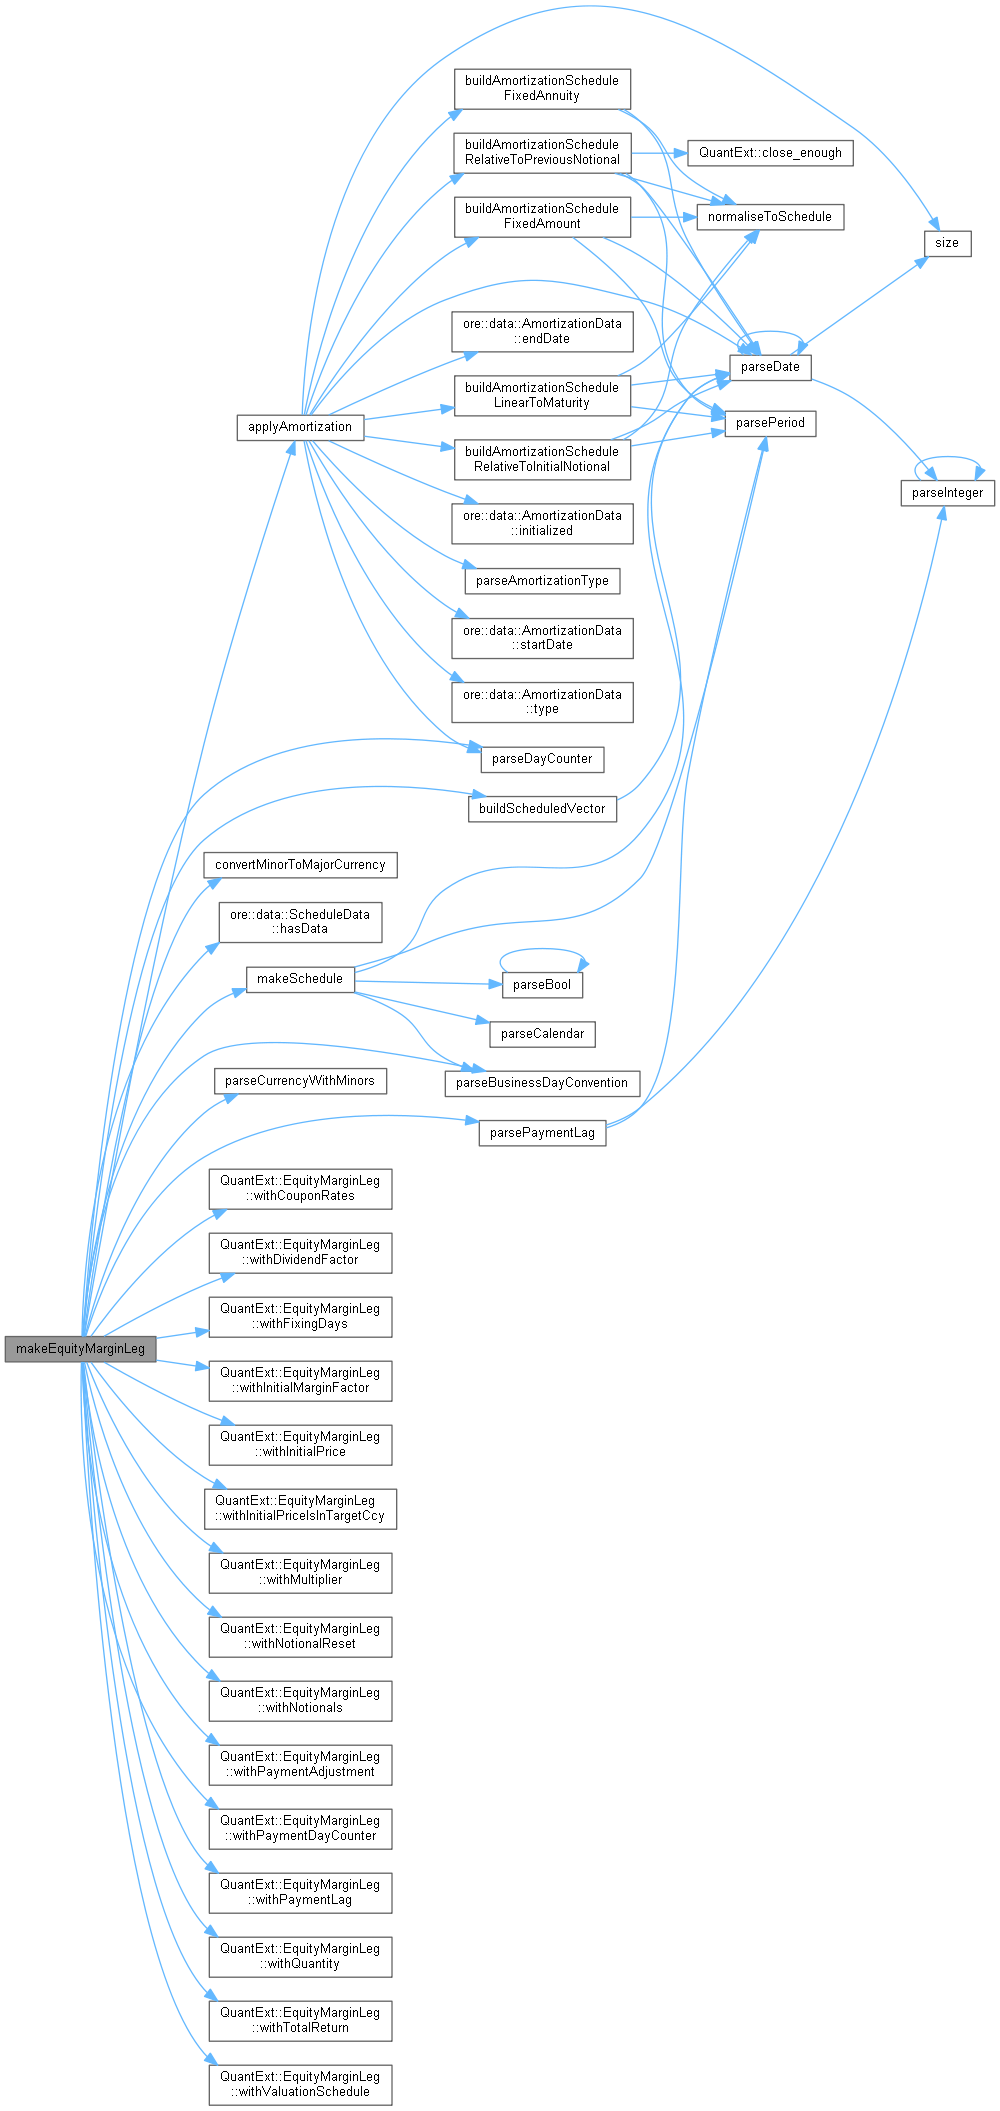 buildAmortizationSchedule
FixedAnnuity
buildAmortizationSchedule
RelativeToPreviousNotional
QuantExt::close_enough
buildAmortizationSchedule
FixedAmount
normaliseToSchedule
size
ore::data::AmortizationData
::endDate
parseDate
buildAmortizationSchedule
LinearToMaturity
applyAmortization
parsePeriod
buildAmortizationSchedule
RelativeToInitialNotional
parseInteger
ore::data::AmortizationData
::initialized
parseAmortizationType
ore::data::AmortizationData
::startDate
ore::data::AmortizationData
::type
parseDayCounter
buildScheduledVector
convertMinorToMajorCurrency
ore::data::ScheduleData
::hasData
makeSchedule
parseBool
parseCalendar
parseCurrencyWithMinors
parseBusinessDayConvention
parsePaymentLag
QuantExt::EquityMarginLeg
::withCouponRates
QuantExt::EquityMarginLeg
::withDividendFactor
QuantExt::EquityMarginLeg
::withFixingDays
makeEquityMarginLeg
QuantExt::EquityMarginLeg
::withInitialMarginFactor
QuantExt::EquityMarginLeg
::withInitialPrice
QuantExt::EquityMarginLeg
::withInitialPriceIsInTargetCcy
QuantExt::EquityMarginLeg
::withMultiplier
QuantExt::EquityMarginLeg
::withNotionalReset
QuantExt::EquityMarginLeg
::withNotionals
QuantExt::EquityMarginLeg
::withPaymentAdjustment
QuantExt::EquityMarginLeg
::withPaymentDayCounter
QuantExt::EquityMarginLeg
::withPaymentLag
QuantExt::EquityMarginLeg
::withQuantity
QuantExt::EquityMarginLeg
::withTotalReturn
QuantExt::EquityMarginLeg
::withValuationSchedule